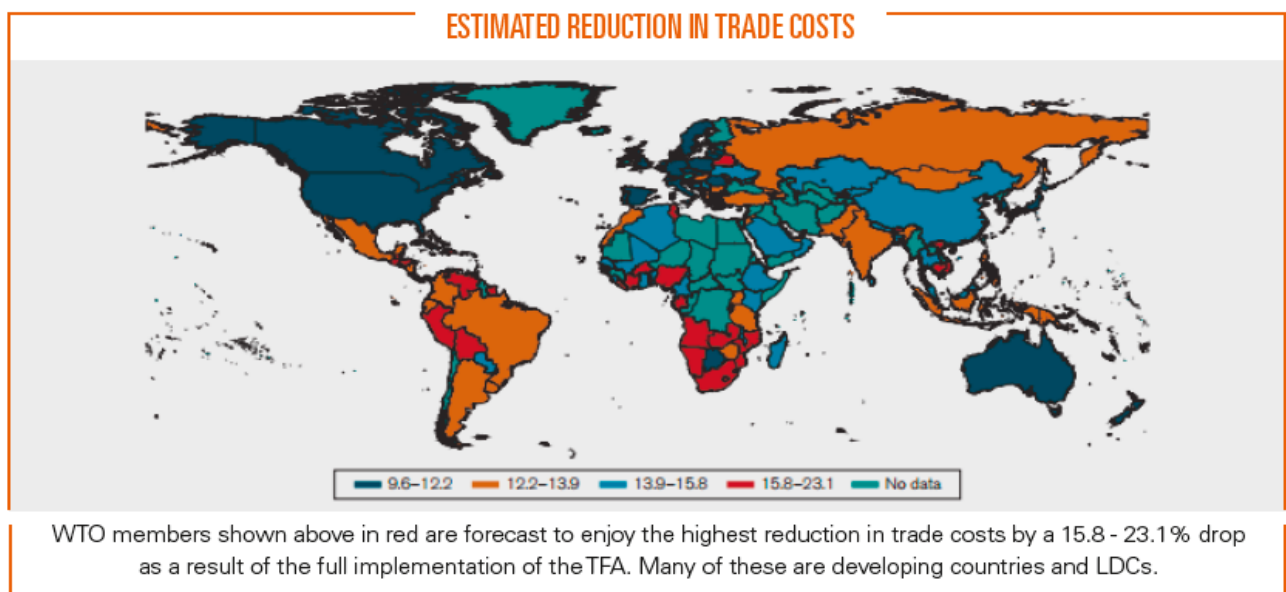 ESTIMATED REDUCTION IN TRADE COSTS
9.6–12.2 12.2–13.9 13.9–15.8 15.8–23.1 No data
WTO members shown above in red are forecast to enjoy the highest reduction in trade costs by a 15.8 - 23.1% drop
as a result of the full implementation of the TFA. Many of these are developing countries and LDCs.